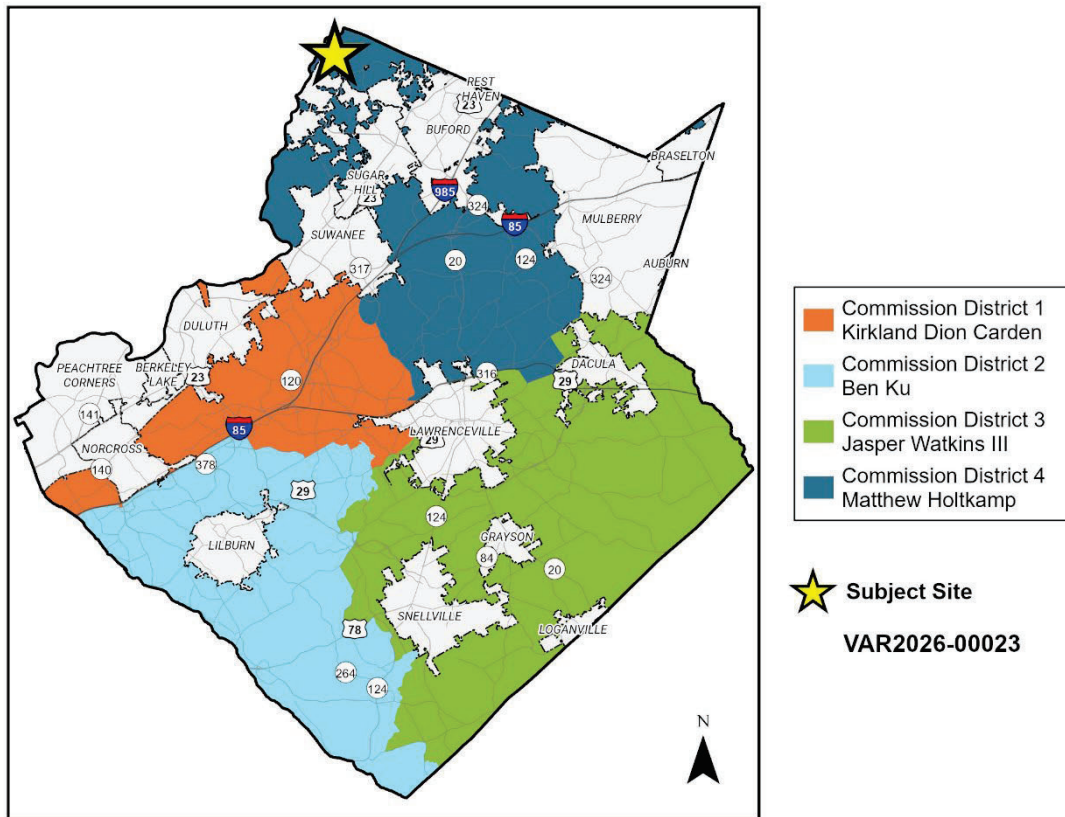 REST
HAVEN
23
BUFORD
BRASELTON
SUGAR
HILL
23
985
324
MULBERRY
SUWANEE
85
317
20
124
AUBURN
324
DULUTH
PEACHTREE
CORNERS
BERKELEY
LAKE
23
120
316
DACULA
29
141
85
LAWRENCEVILLE
29
NORCROSS
140
378
29
124
GRAYSON
84
20
LILBURN
SNELLVILLE
LOGANVILLE
78
264
124
N
Commission District 1
Kirkland Dion Carden
Commission District 2
Ben Ku
Commission District 3
Jasper Watkins III
Commission District 4
Matthew Holtkamp
Subject Site
VAR2026-00023